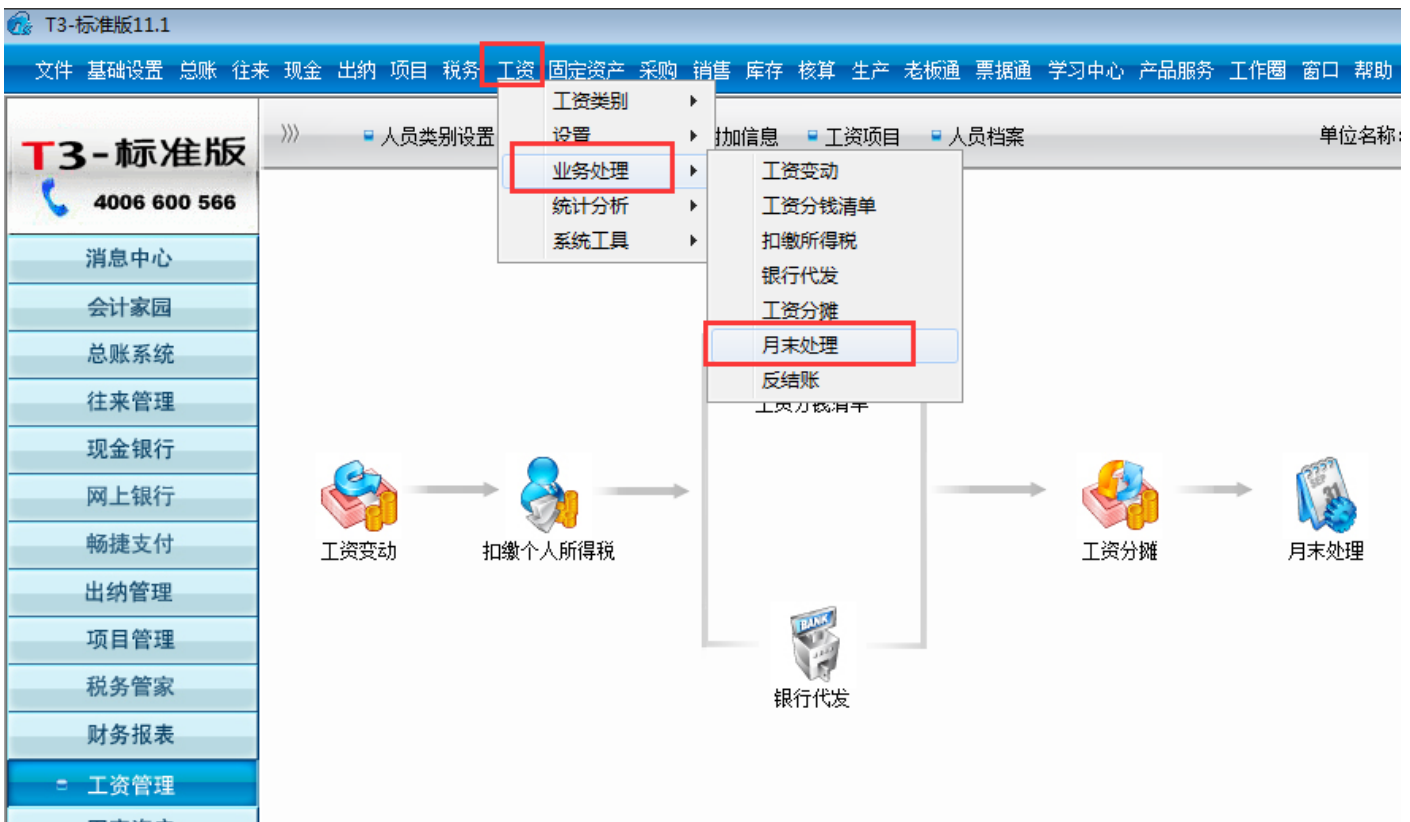 T3-标准版11.1
文件 基础设置 总账 往来 现金 出纳 项目 税务 工资 固定资产 采购 销售 库存 核算 生产 老板通 票据通 学习中心 产品服务 工作圈 窗口 帮助
T3-标准版
4006 600 566
》》 人员类别设置 附加信息 工资项目 人员档案 单位名称:
工资类别
设置
业务处理
统计分析
系统工具
工资变动
工资分钱清单
扣缴所得税
银行代发
工资分摊
月末处理
反结账
消息中心
会计家园
总账系统
往来管理
现金银行
网上银行
畅捷支付
出纳管理
项目管理
税务管家
财务报表
工资管理
工资分钱清单
工资变动
扣缴个人所得税
银行代发
工资分摊
月末处理
SEP
31
BANK